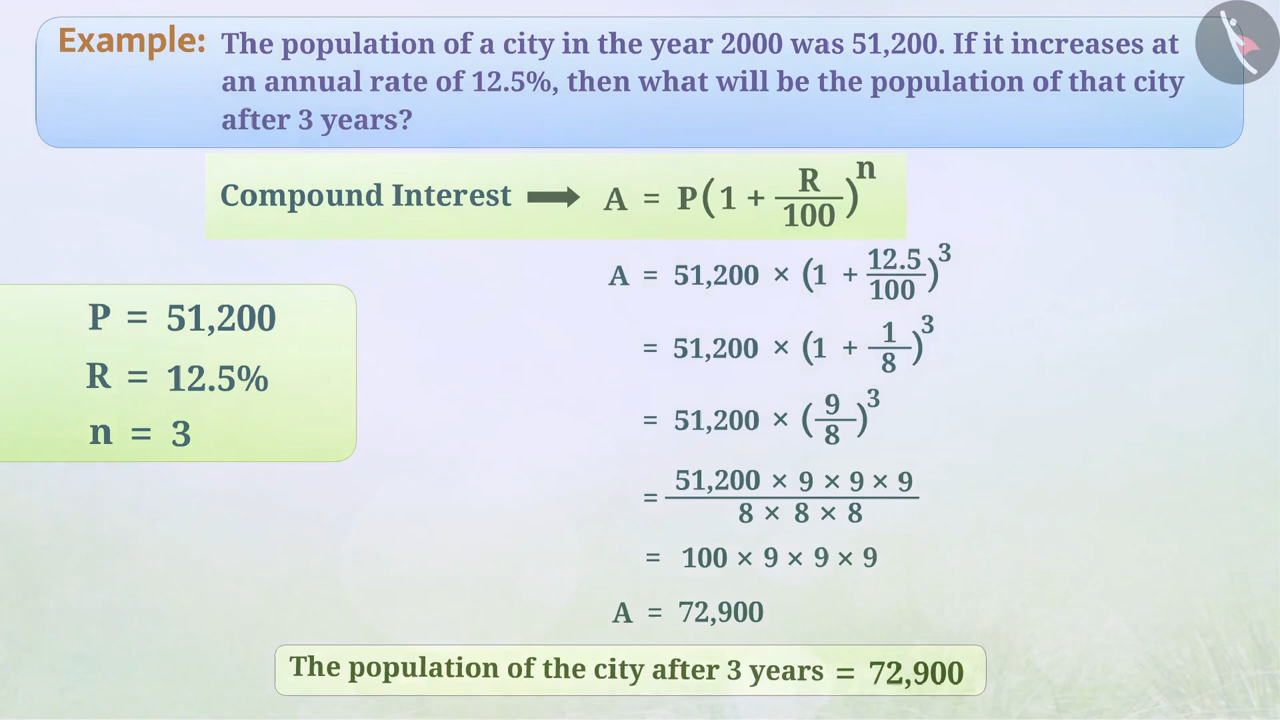 Example: The population of a city in the year 2000 was 51,200. If it increases at
an annual rate of 12.5%, then what will be the population of that city
after 3 years?
Compound Interest ➡ A = P(1 + R/100)^n
P = 51,200
R = 12.5%
n = 3
A = 51,200 × (1 + 12.5/100)^3
= 51,200 × (1 + 1/8)^3
= 51,200 × (9/8)^3
= 51,200 × 9 × 9 × 9 / 8 × 8 × 8
= 100 × 9 × 9 × 9
A = 72,900
The population of the city after 3 years = 72,900